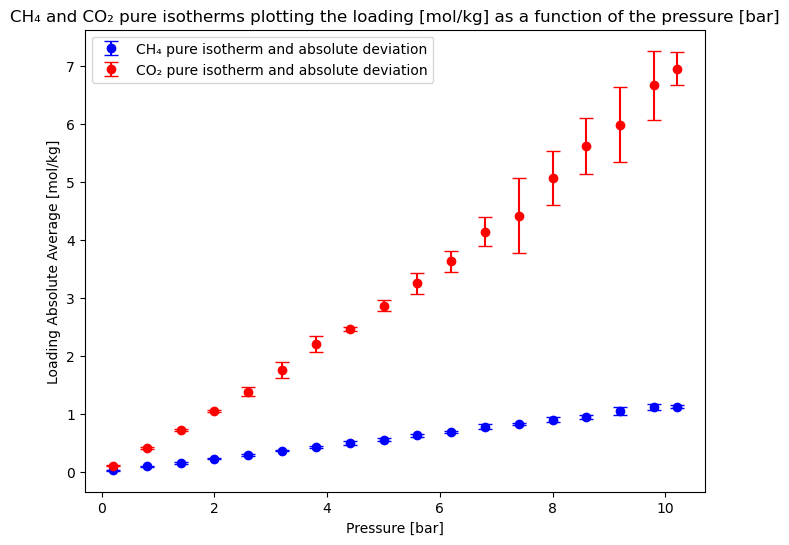 CH₄ and CO₂ pure isotherms plotting the loading [mol/kg] as a function of the pressure [bar]
CH₄ pure isotherm and absolute deviation
CO₂ pure isotherm and absolute deviation
Loading Absolute Average [mol/kg]
7
6
5
4
3
2
1
0
0 2 4 6 8 10
Pressure [bar]